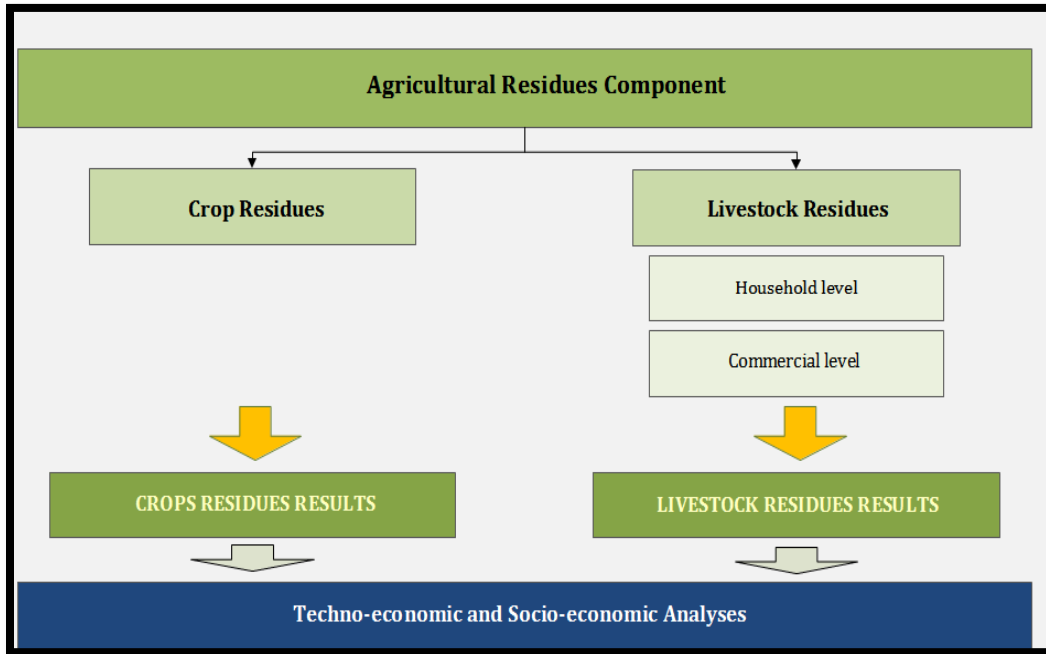 Agricultural Residues Component
Crop Residues
Livestock Residues
Household level
Commercial level
CROPS RESIDUES RESULTS
LIVESTOCK RESIDUES RESULTS
Techno-economic and Socio-economic Analyses